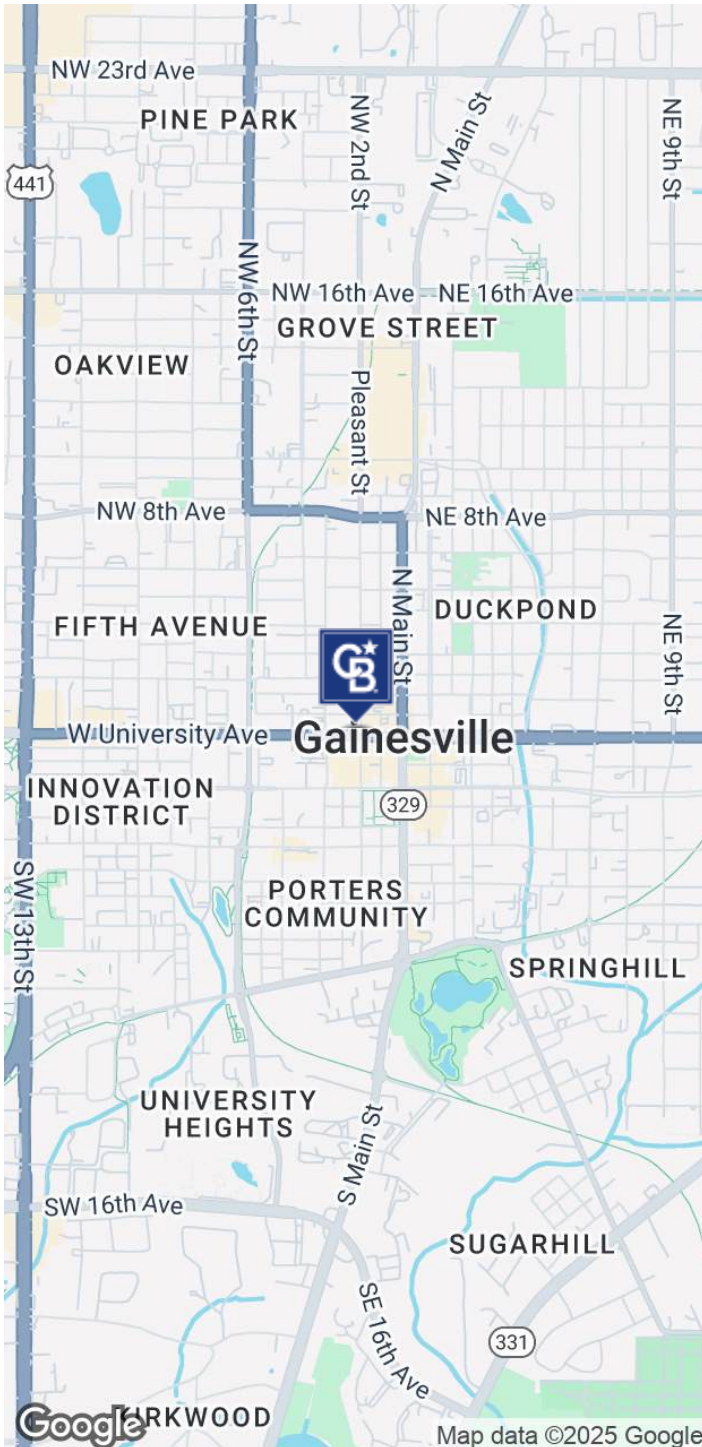 NW 23rd Ave
PINE PARK
NW 2nd St
N Main St
NE 9th St
441
NW 6th St
NW 16th Ave
NE 16th Ave
GROVE STREET
OAKVIEW
Pleasant St
NW 8th Ave
NE 8th Ave
N Main St
DUCKPOND
FIFTH AVENUE
NE 9th St
CB
W University Ave
Gainesville
INNOVATION
DISTRICT
329
SW 13th St
PORTERS
COMMUNITY
SPRINGHILL
UNIVERSITY
HEIGHTS
S Main St
SW 16th Ave
SUGARHILL
SE 16th Ave
331
KIRKWOOD
Google
Map data ©2025 Google